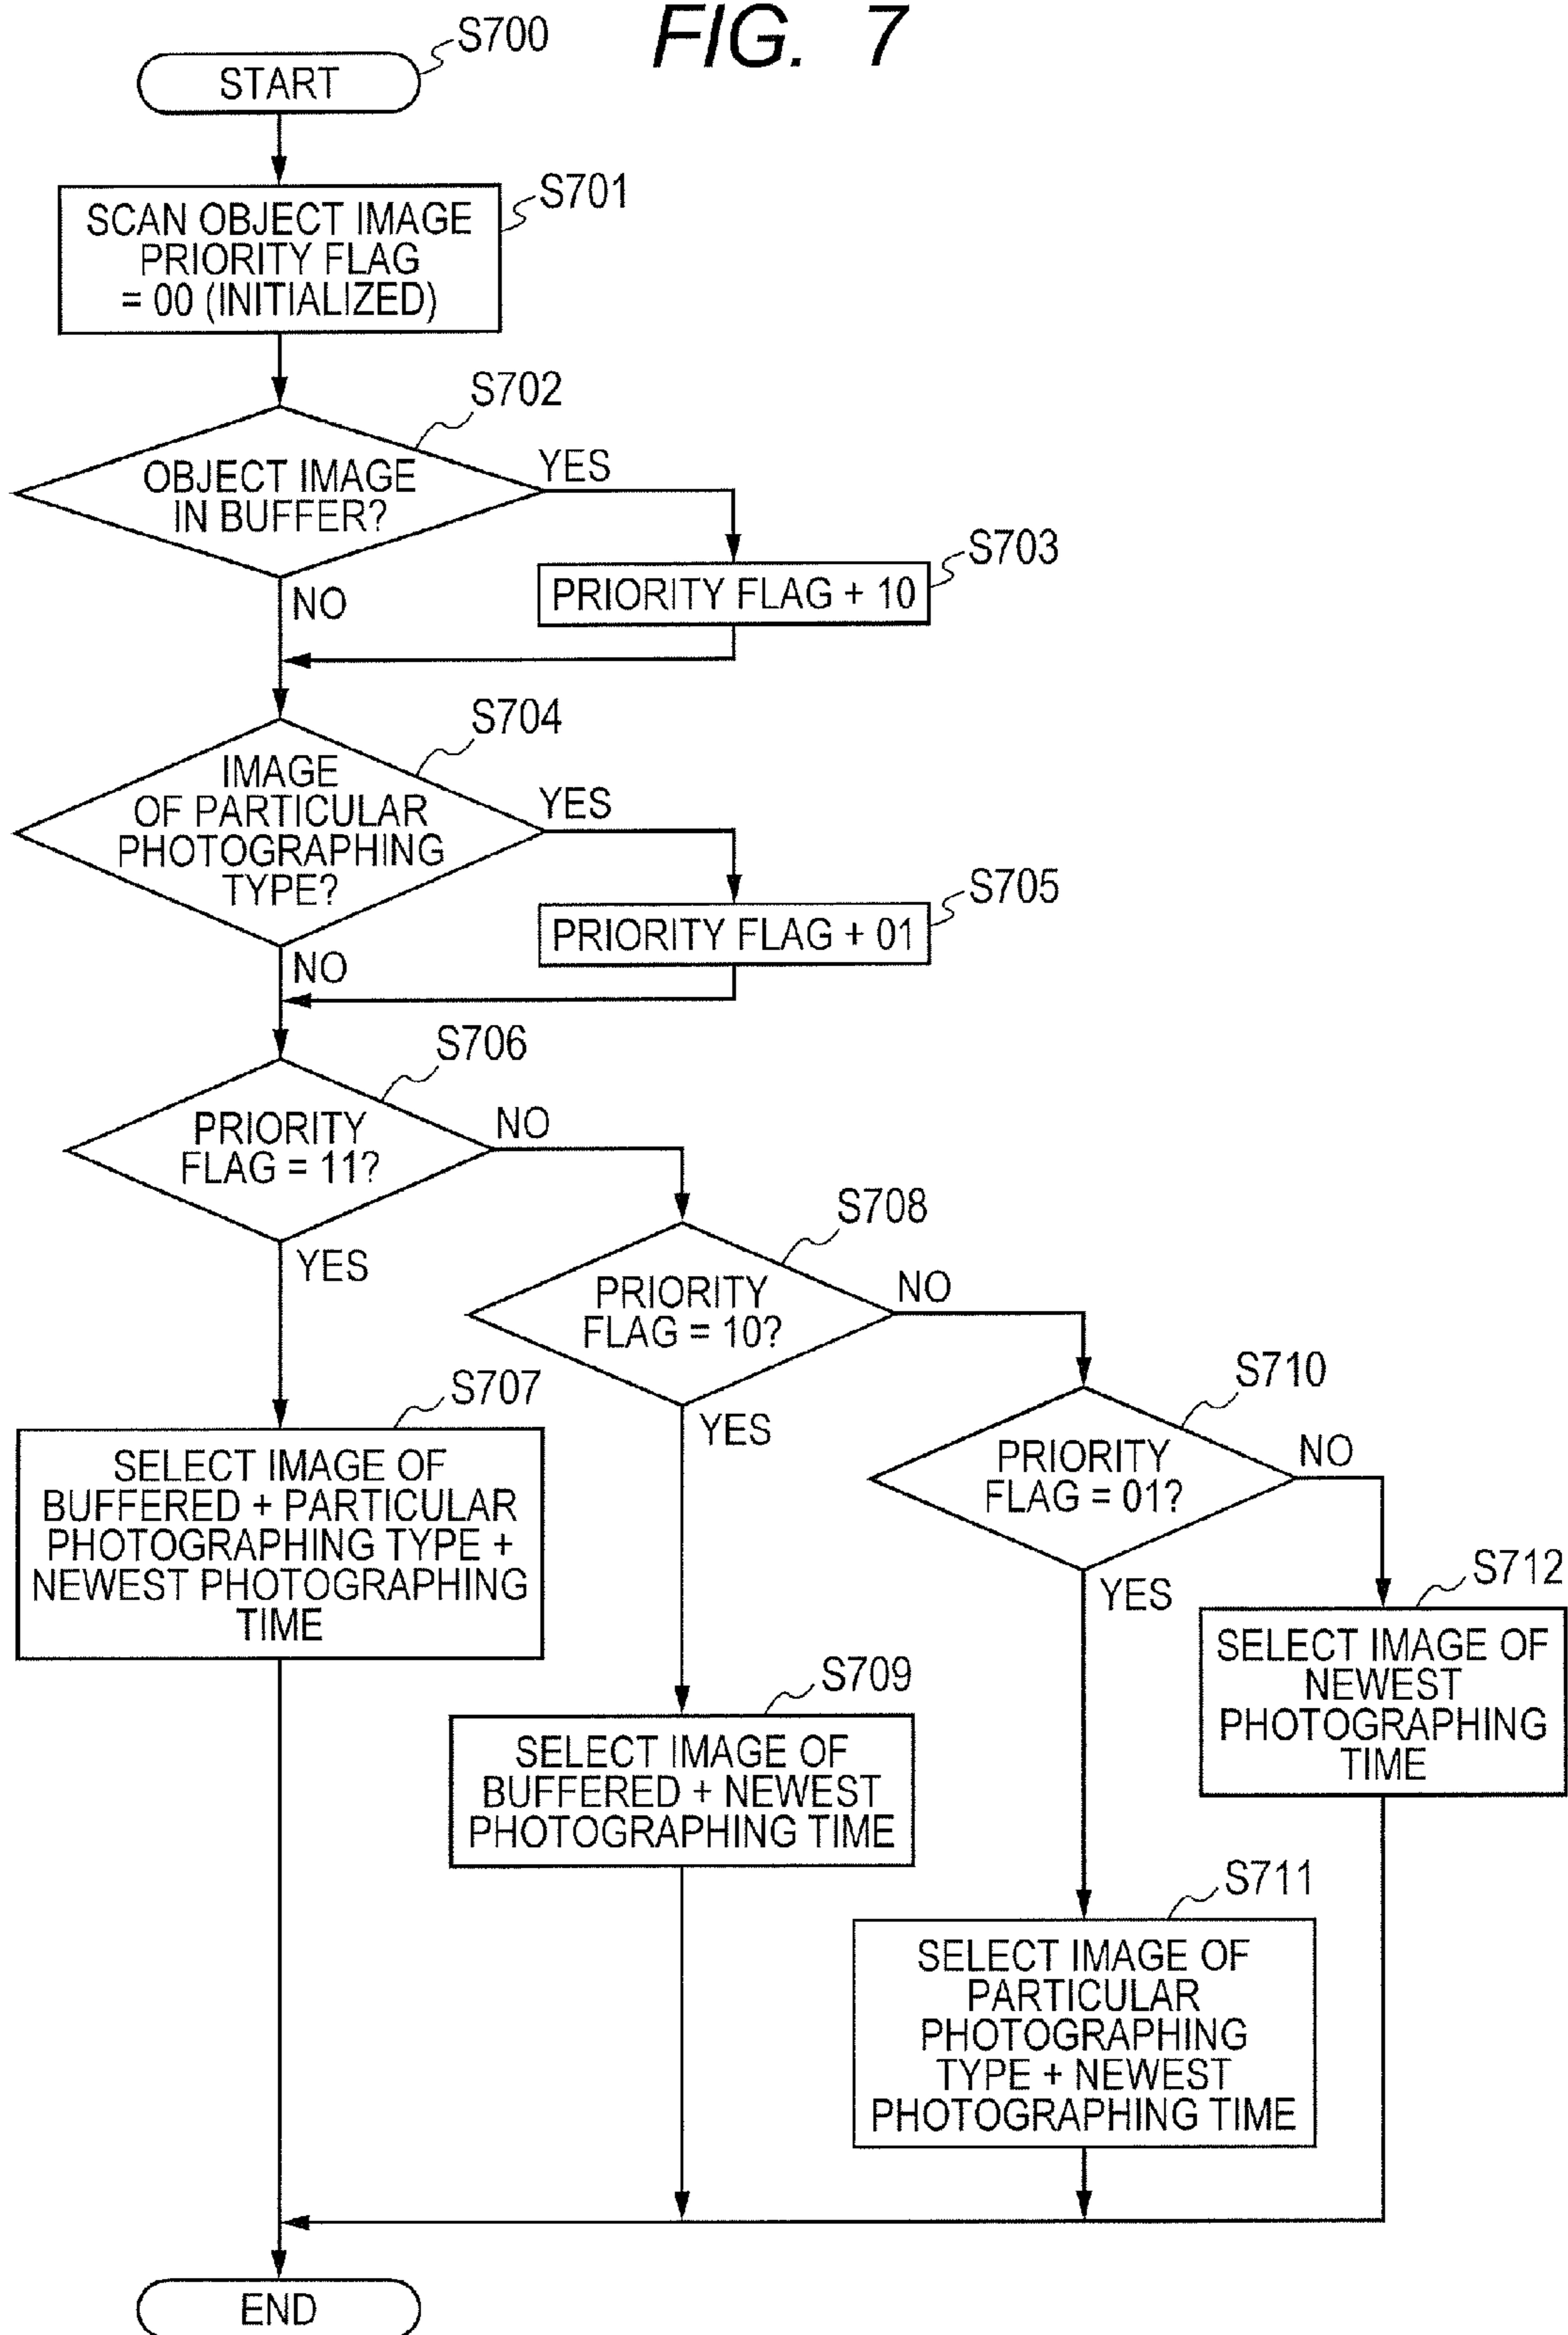 FIG. 7
S700
START
S701
SCAN OBJECT IMAGE
PRIORITY FLAG
= 00 (INITIALIZED)
S702
OBJECT IMAGE
IN BUFFER?
YES
NO
S703
PRIORITY FLAG + 10
S704
IMAGE
OF PARTICULAR
PHOTOGRAPHING
TYPE?
YES
NO
S705
PRIORITY FLAG + 01
S706
PRIORITY
FLAG = 11?
NO
YES
S708
PRIORITY
FLAG = 10?
NO
YES
S710
PRIORITY
FLAG = 01?
NO
YES
S707
SELECT IMAGE OF
BUFFERED + PARTICULAR
PHOTOGRAPHING TYPE +
NEWEST PHOTOGRAPHING
TIME
S712
SELECT IMAGE OF
NEWEST
PHOTOGRAPHING
TIME
S709
SELECT IMAGE OF
BUFFERED + NEWEST
PHOTOGRAPHING TIME
S711
SELECT IMAGE OF
PARTICULAR
PHOTOGRAPHING
TYPE + NEWEST
PHOTOGRAPHING TIME
END